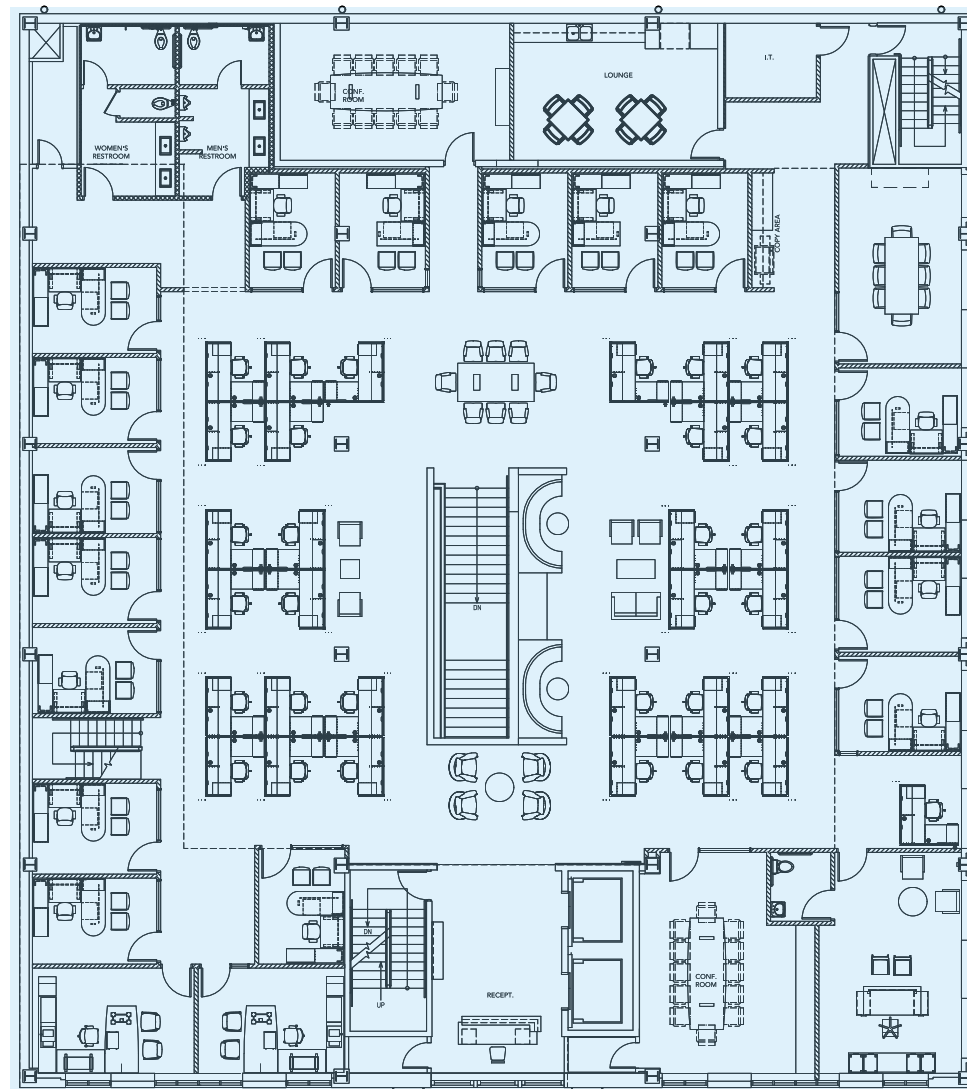 LOUNGE
I.T.
CONF.
ROOM
WOMEN'S
RESTROOM
MEN'S
RESTROOM
COPY AREA
DN
DN
UP
RECEPT.
CONF.
ROOM